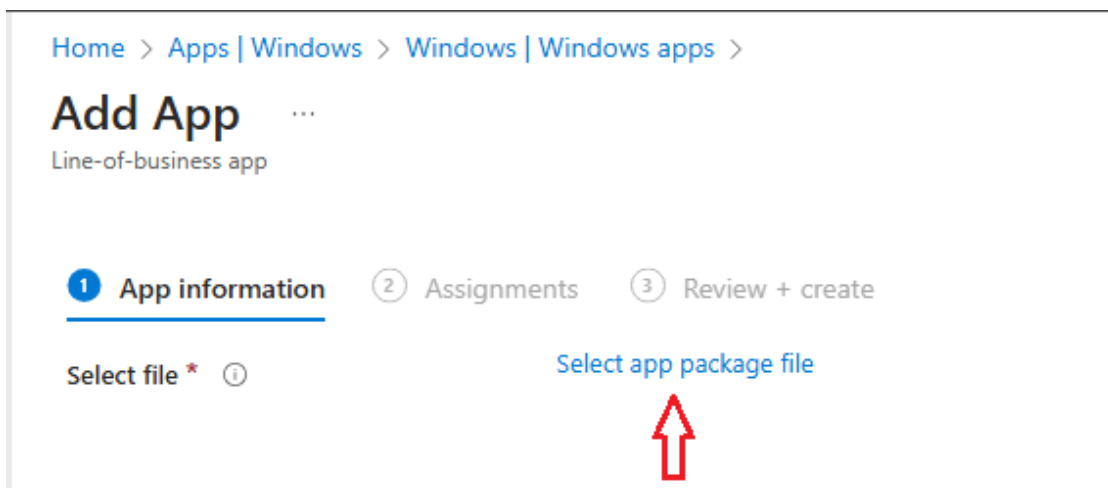 Home > Apps | Windows > Windows | Windows apps >
Add App ...
Line-of-business app
1 App information 2 Assignments 3 Review + create
Select file * Select app package file